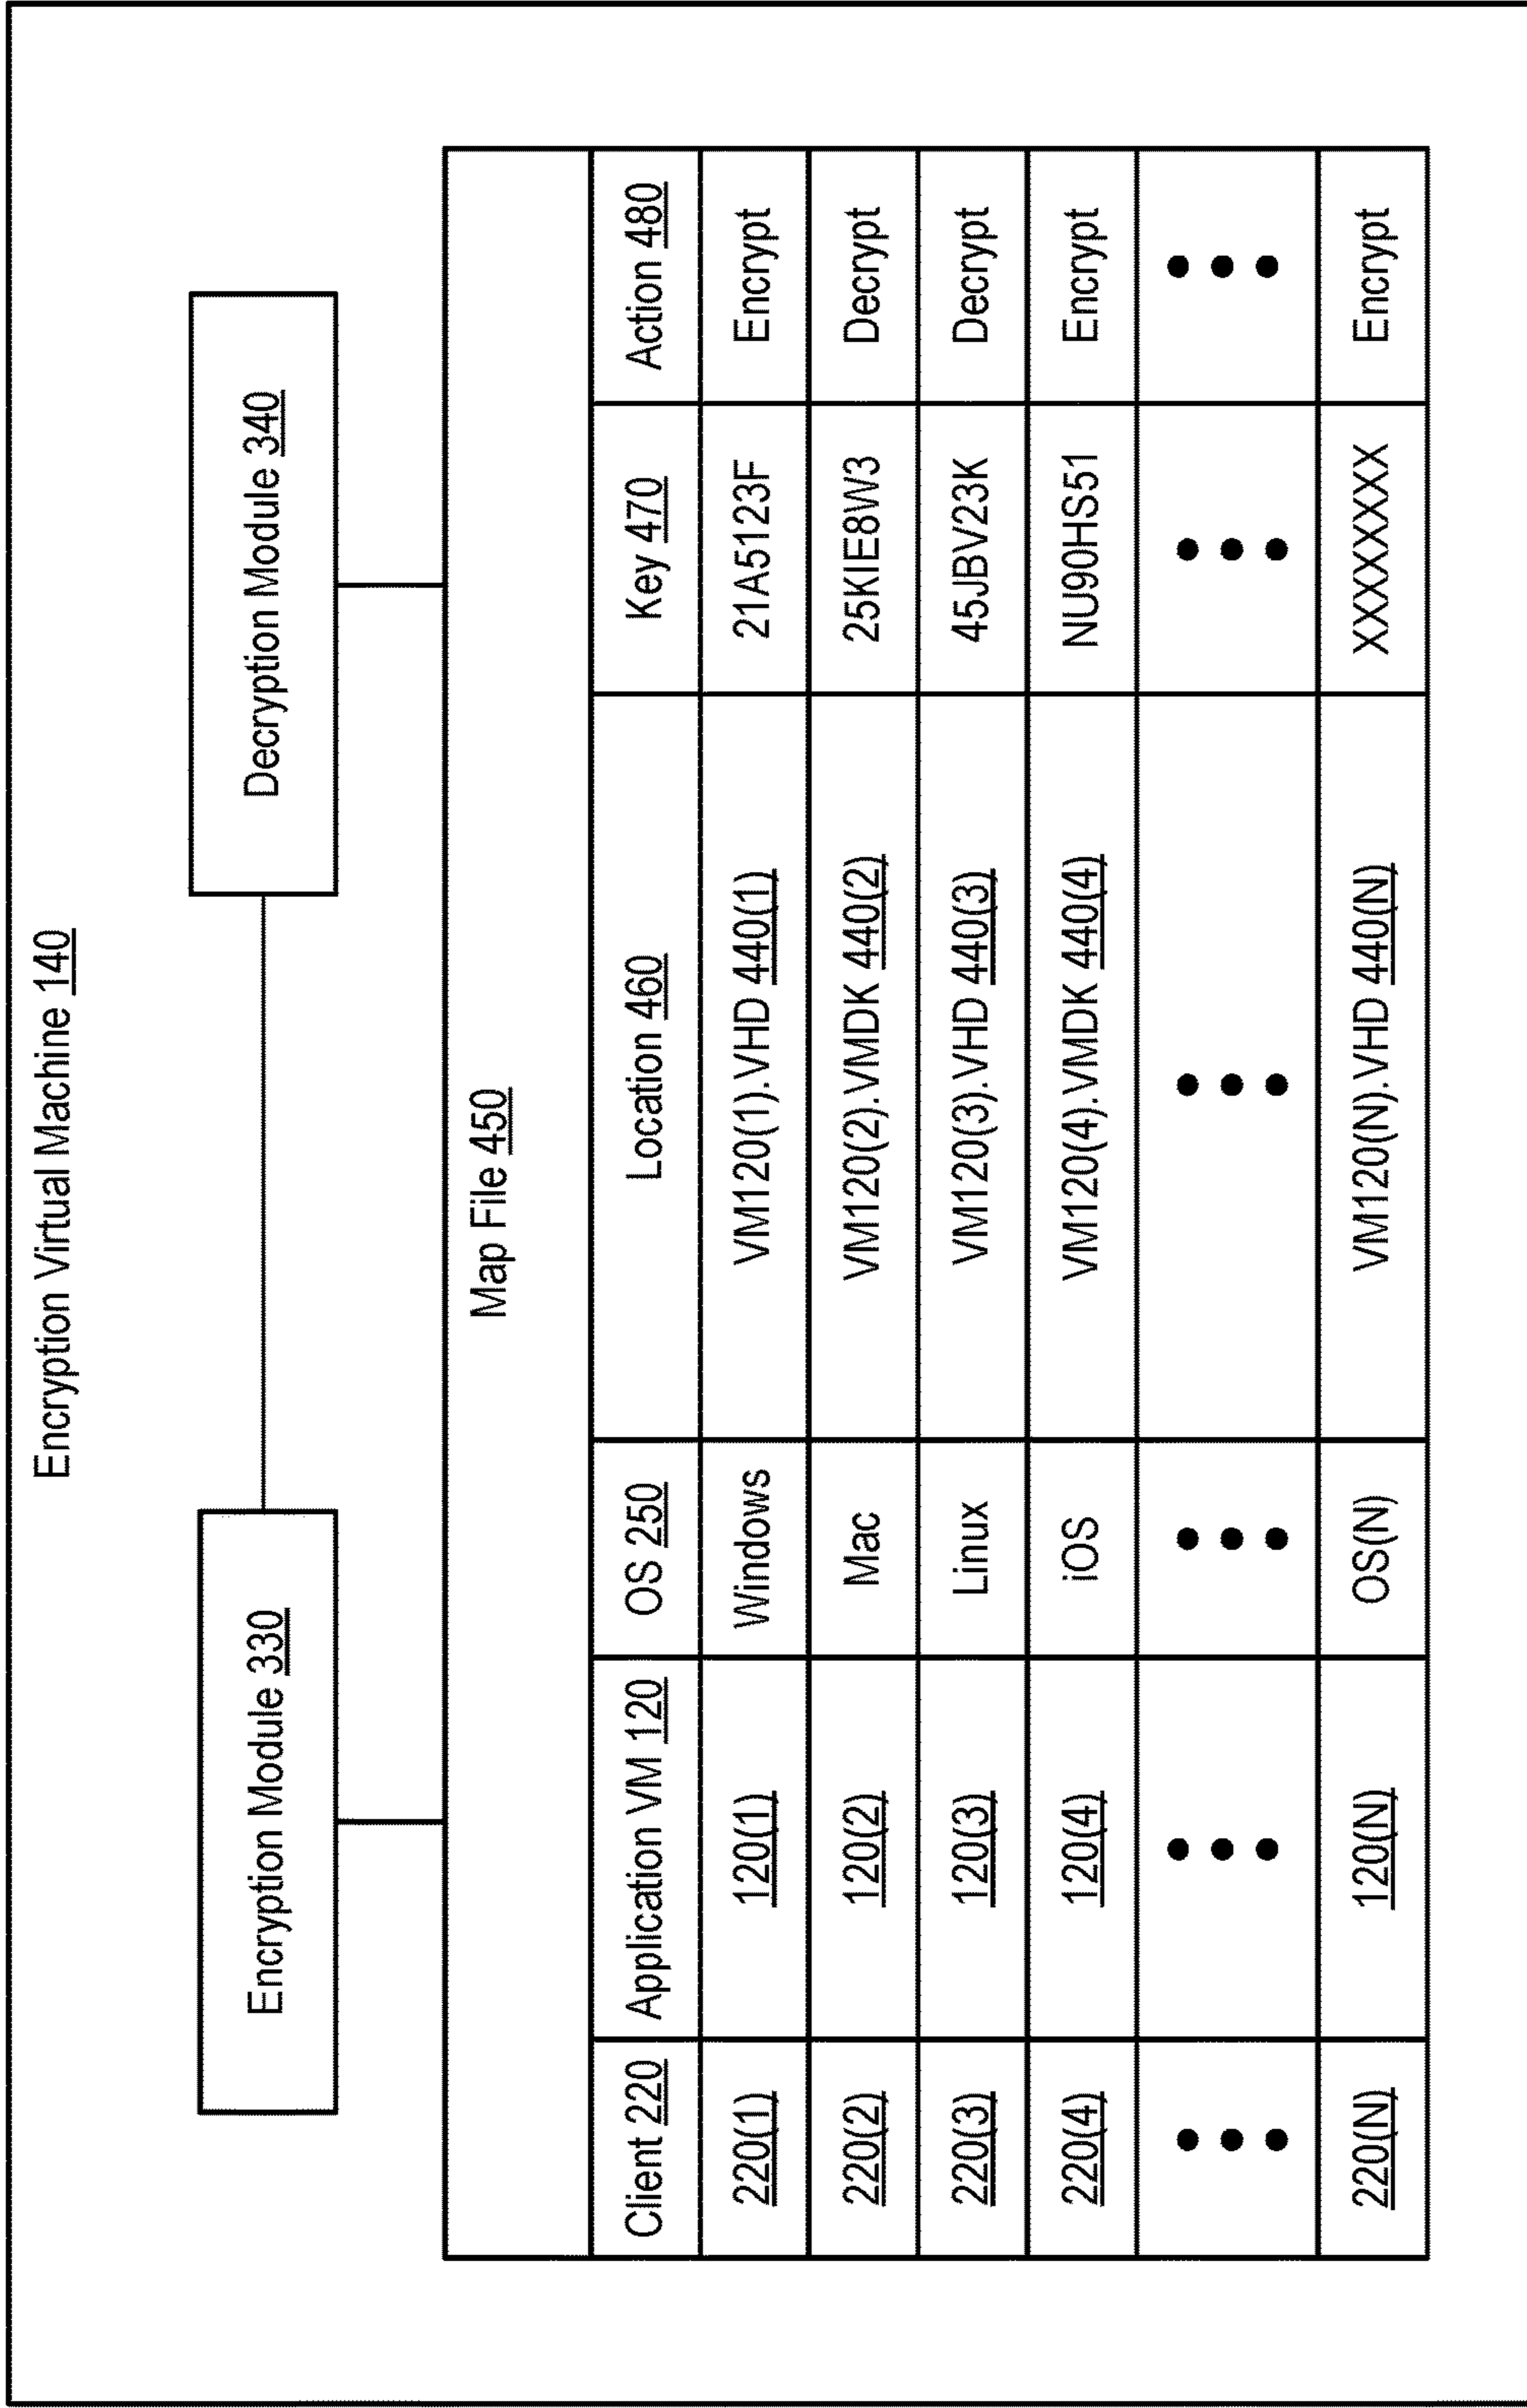 Encryption Virtual Machine 140
Encryption Module 330
Decryption Module 340
Map File 450
Client 220 Application VM 120 OS 250 Location 460 Key 470 Action 480
220(1) 120(1) Windows VM120(1).VHD 440(1) 21A5123F Encrypt
220(2) 120(2) Mac VM120(2).VMDK 440(2) 25KIE8W3 Decrypt
220(3) 120(3) Linux VM120(3).VHD 440(3) 45JBV23K Decrypt
220(4) 120(4) iOS VM120(4).VMDK 440(4) NU90HS51 Encrypt
220(N) 120(N) OS(N) VM120(N).VHD 440(N) XXXXXXXX Encrypt